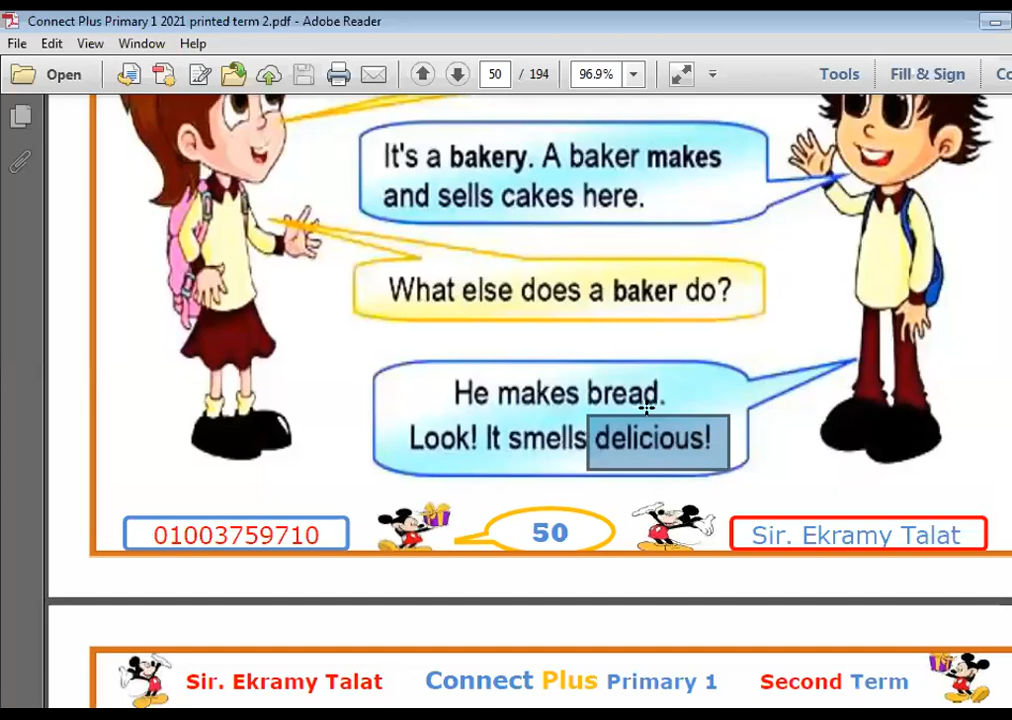 Connect Plus Primary 1 2021 printed term 2.pdf - Adobe Reader
File Edit View Window Help
Open 50 / 194 96.9% Tools Fill & Sign
It's a bakery. A baker makes
and sells cakes here.
What else does a baker do?
He makes bread.
Look! It smells delicious!
01003759710 50 Sir. Ekramy Talat
Sir. Ekramy Talat Connect Plus Primary 1 Second Term